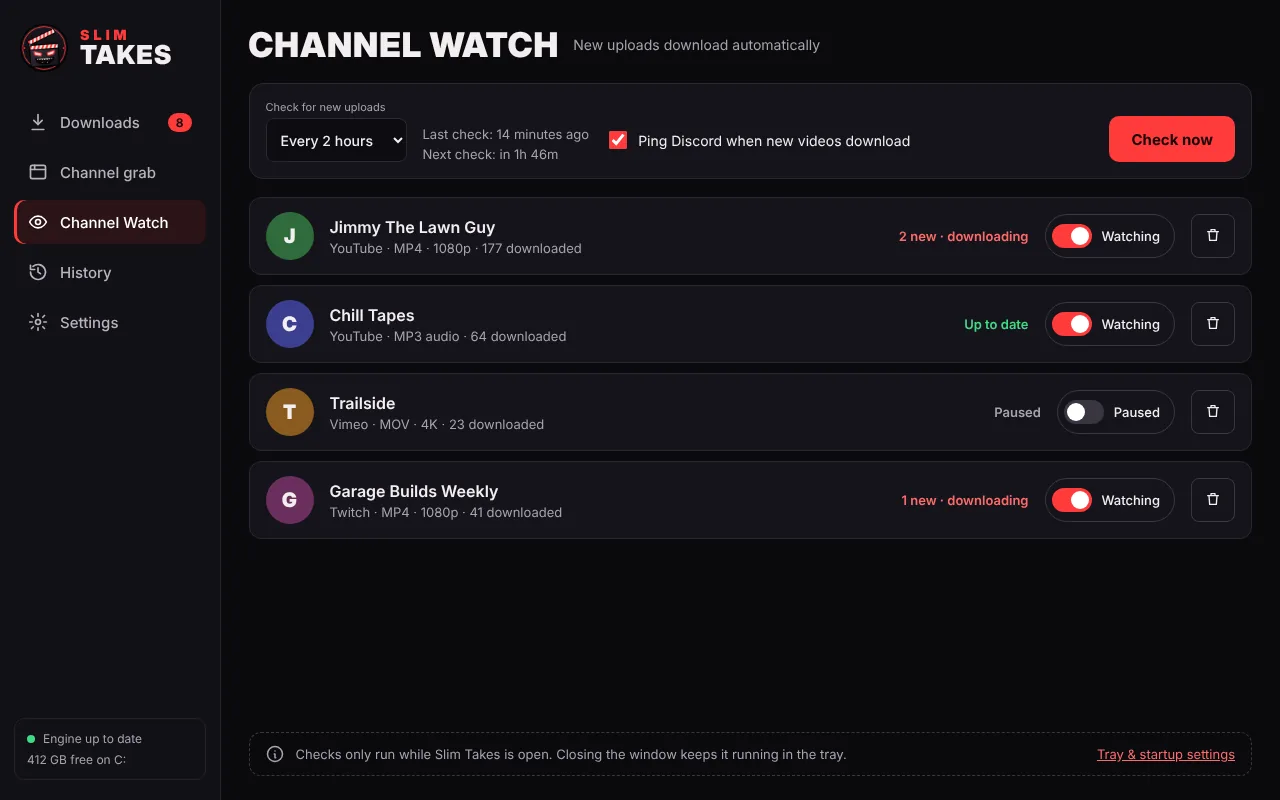 SLIM
TAKES
Downloads 8
Channel grab
Channel Watch
History
Settings
Engine up to date
412 GB free on C:
CHANNEL WATCH New uploads download automatically
Check for new uploads
Every 2 hours
Last check: 14 minutes ago
Next check: in 1h 46m
Ping Discord when new videos download
Check now
J
Jimmy The Lawn Guy
YouTube · MP4 · 1080p · 177 downloaded
2 new · downloading
Watching
C
Chill Tapes
YouTube · MP3 audio · 64 downloaded
Up to date
Watching
T
Trailside
Vimeo · MOV · 4K · 23 downloaded
Paused
Paused
G
Garage Builds Weekly
Twitch · MP4 · 1080p · 41 downloaded
1 new · downloading
Watching
Checks only run while Slim Takes is open. Closing the window keeps it running in the tray.
Tray & startup settings